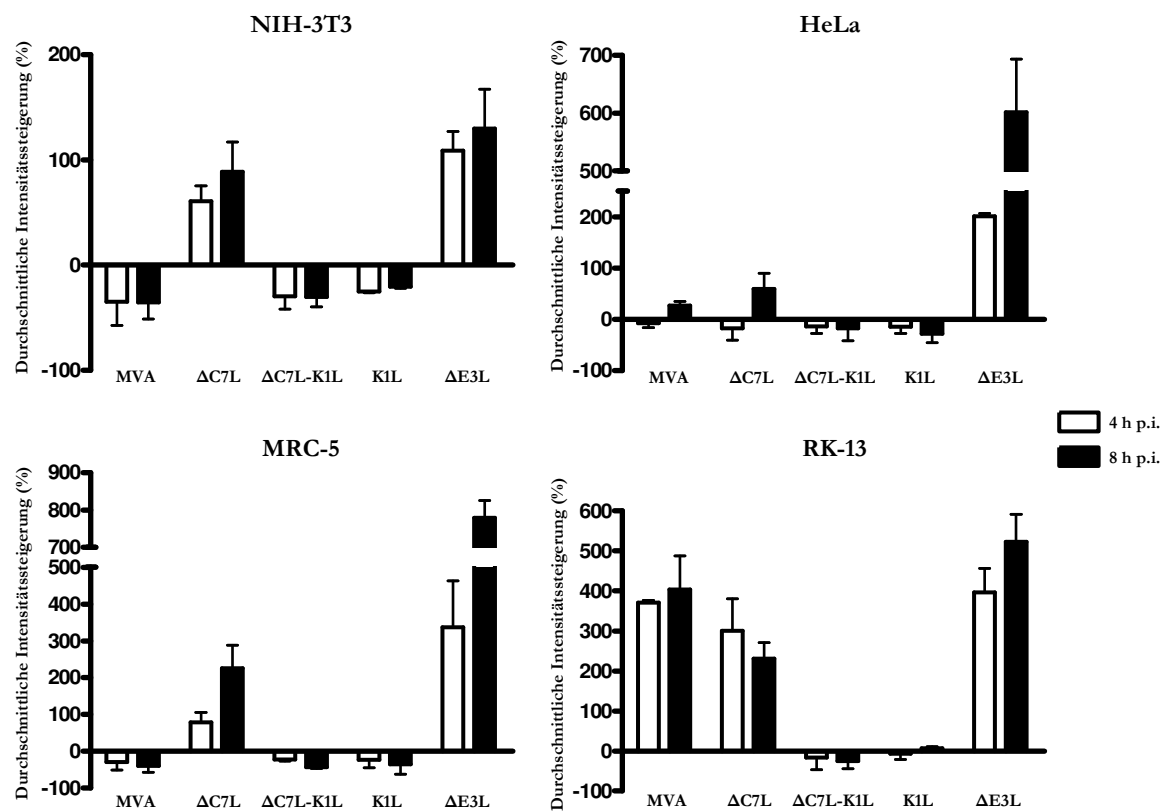 NIH-3T3
Durchschnittliche Intensitätssteigerung (%)
200
100
0
-100
MVA ΔC7L ΔC7L-K1L K1L ΔE3L
HeLa
Durchschnittliche Intensitätssteigerung (%)
700
600
500
200
100
0
-100
MVA ΔC7L ΔC7L-K1L K1L ΔE3L
4 h p.i.
8 h p.i.
MRC-5
Durchschnittliche Intensitätssteigerung (%)
900
800
700
500
400
300
200
100
0
-100
MVA ΔC7L ΔC7L-K1L K1L ΔE3L
RK-13
Durchschnittliche Intensitätssteigerung (%)
600
500
400
300
200
100
0
-100
MVA ΔC7L ΔC7L-K1L K1L ΔE3L